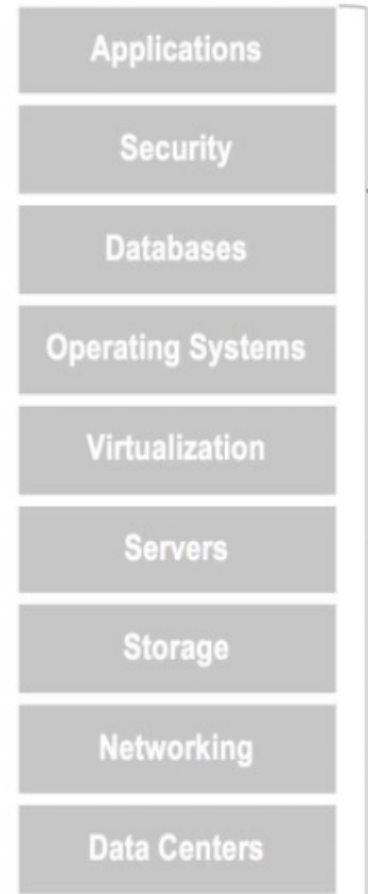 Applications
Security
Databases
Operating Systems
Virtualization
Servers
Storage
Networking
Data Centers